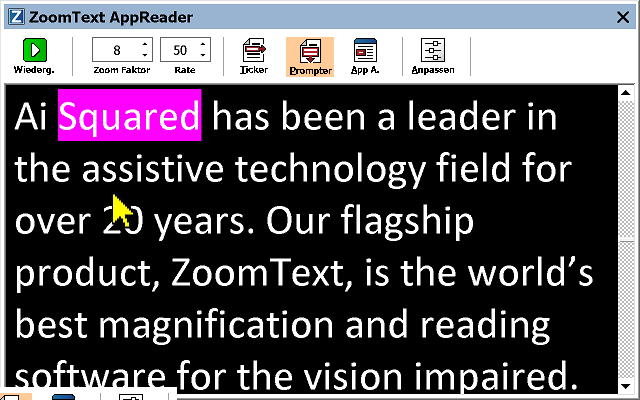 ZoomText AppReader
Wiederg.
8
Zoom Faktor
50
Rate
Ticker
Prompter
App A.
Anpassen
Ai Squared has been a leader in
the assistive technology field for
over 20 years. Our flagship
product, ZoomText, is the world’s
best magnification and reading
software for the vision impaired.